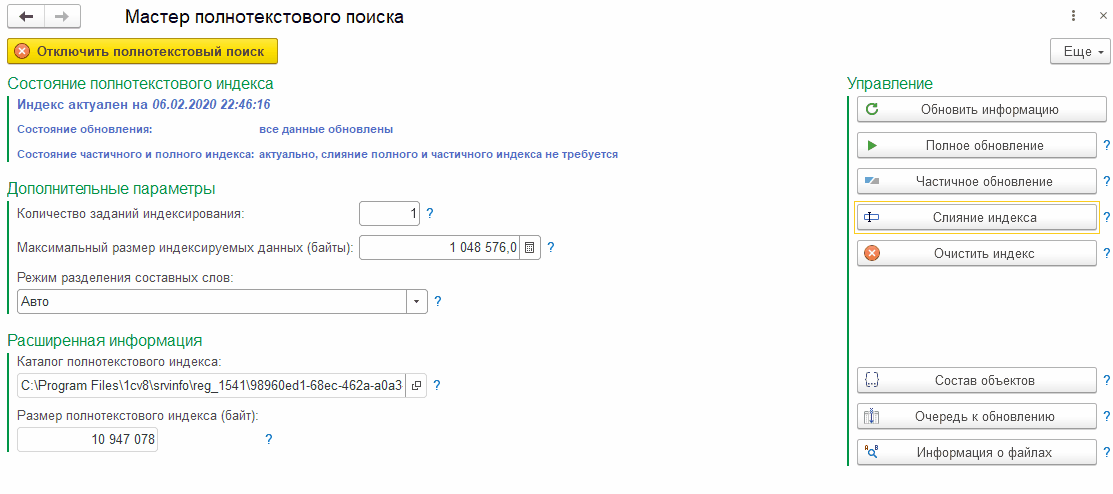 Мастер полнотекстового поиска
Отключить полнотекстовый поиск
Еще
Состояние полнотекстового индекса
Индекс актуален на 06.02.2020 22:46:16
Состояние обновления: все данные обновлены
Состояние частичного и полного индекса: актуально, слияние полного и частичного индекса не требуется
Дополнительные параметры
Количество заданий индексирования: 1 ?
Максимальный размер индексируемых данных (байты): 1 048 576,0 ?
Режим разделения составных слов:
Авто ?
Расширенная информация
Каталог полнотекстового индекса:
C:\Program Files\1cv8\srvinfo\reg_1541\98960ed1-68ec-462a-a0a3 ?
Размер полнотекстового индекса (байт):
10 947 078 ?
Управление
Обновить информацию
Полное обновление ?
Частичное обновление ?
Слияние индекса ?
Очистить индекс ?
Состав объектов ?
Очередь к обновлению ?
Информация о файлах ?